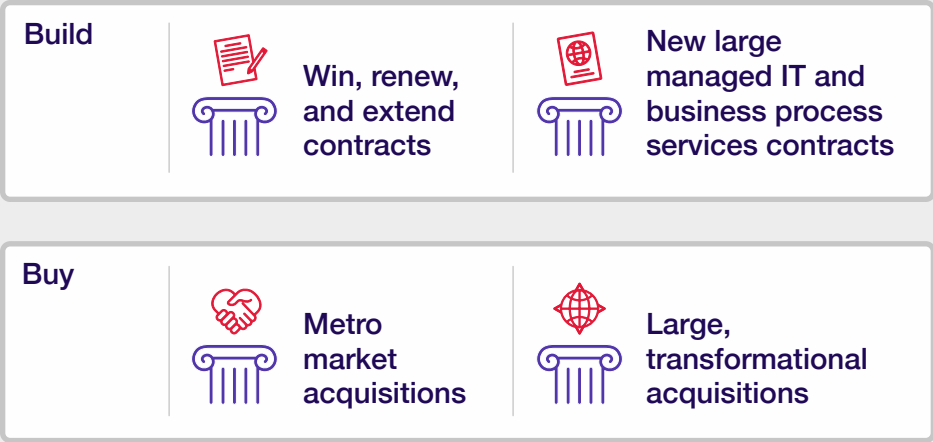 Build
Win, renew,
and extend
contracts
New large
managed IT and
business process
services contracts
Buy
Metro
market
acquisitions
Large,
transformational
acquisitions